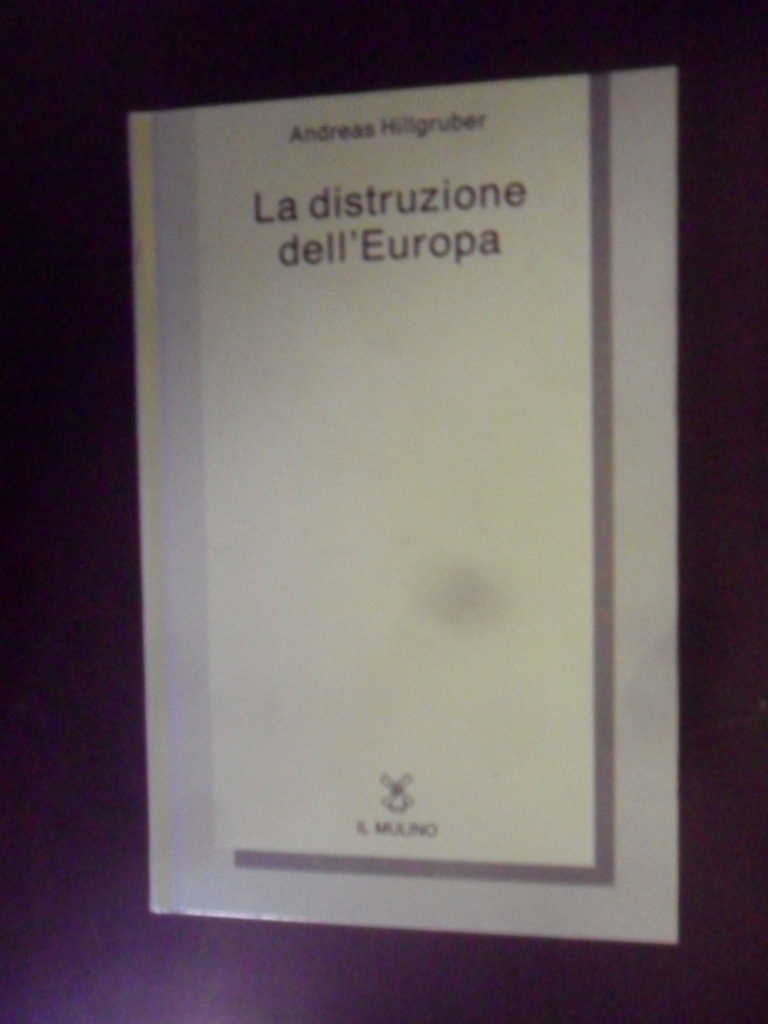 Andreas Hillgruber
La distruzione
dell'Europa
IL MULINO